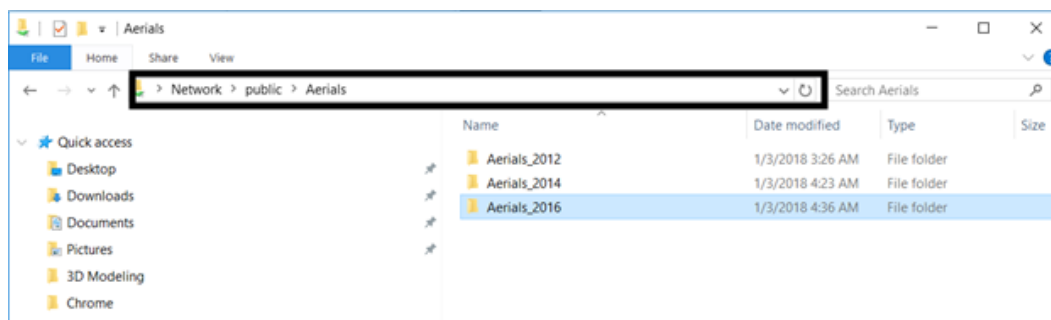 Aerials
File Home Share View
Network > public > Aerials
Search Aerials
Name Date modified Type Size
Quick access
Desktop
Downloads
Documents
Pictures
3D Modeling
Chrome
Aerials_2012 1/3/2018 3:26 AM File folder
Aerials_2014 1/3/2018 4:23 AM File folder
Aerials_2016 1/3/2018 4:36 AM File folder